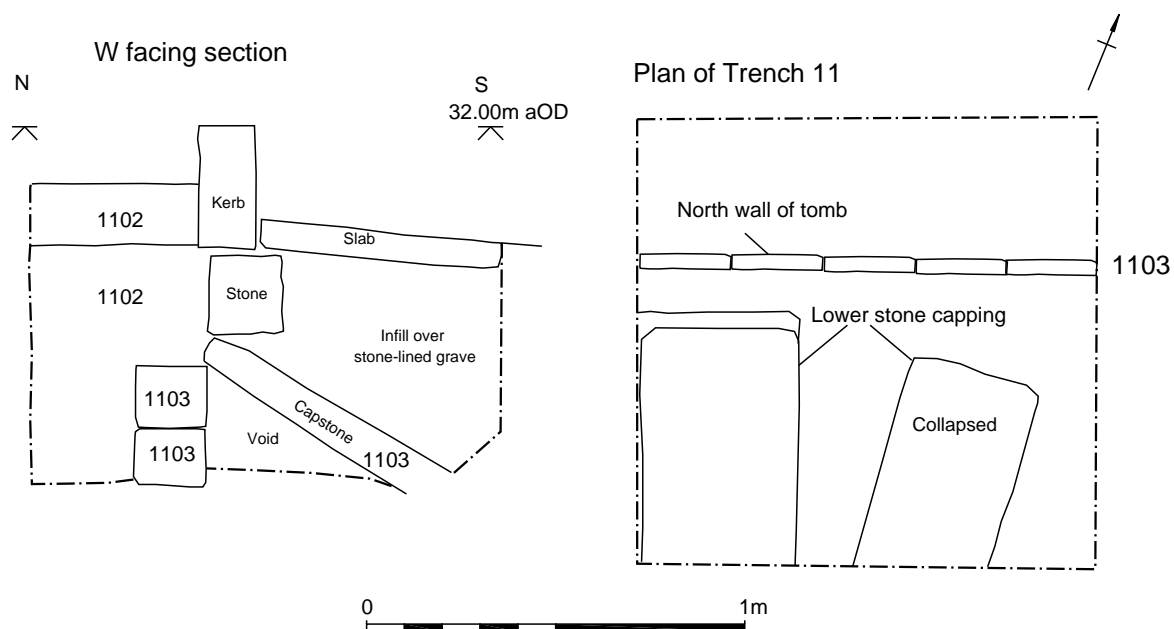 W facing section
N
S
32.00m aOD
1102
Kerb
Slab
1102
Stone
Infill over
stone-lined grave
1103
1103
Void
Capstone
1103
Plan of Trench 11
North wall of tomb
1103
Lower stone capping
Collapsed
0
1m